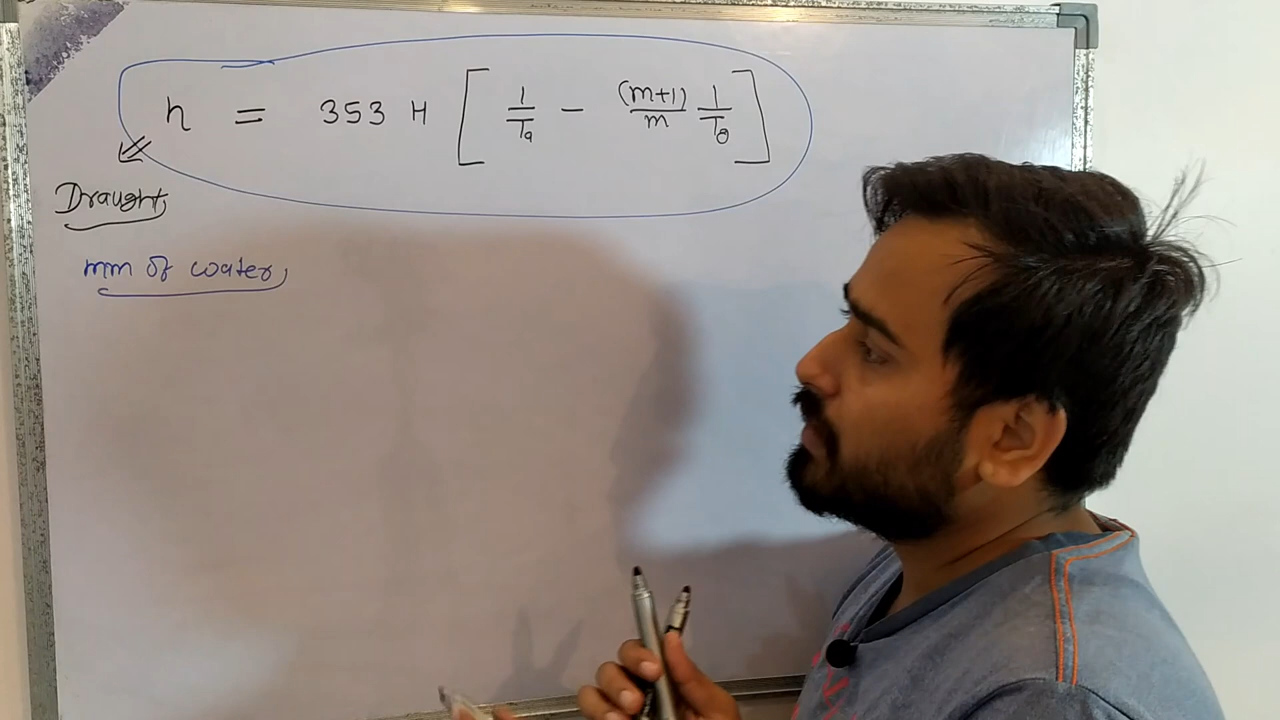 h = 353 H [ 1/Ta - (m+1)/m 1/Tg ]
Draught,
mm of water,